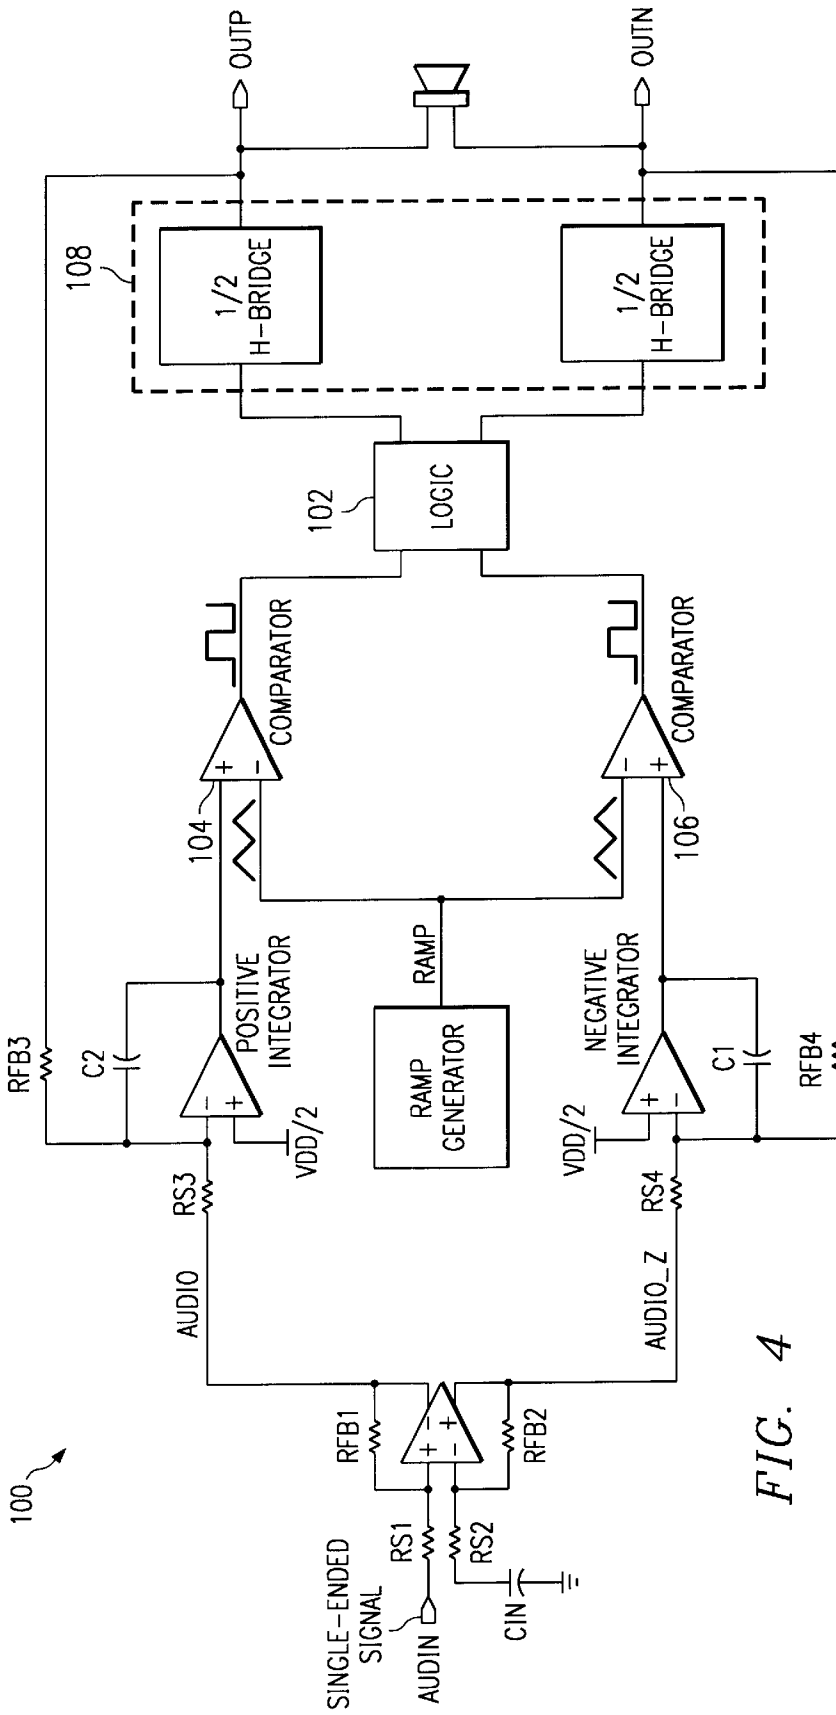 100
SINGLE-ENDED
SIGNAL
AUDIN
RS1
RS2
CIN
RFB1
RFB2
AUDIO
AUDIO_Z
RS3
RS4
RFB3
C2
-
+
VDD/2
POSITIVE
INTEGRATOR
RAMP
GENERATOR
RAMP
VDD/2
+
-
NEGATIVE
INTEGRATOR
C1
RFB4
+
-
-
+
104
+
-
COMPARATOR
-
+
106
COMPARATOR
102
LOGIC
108
1/2
H-BRIDGE
1/2
H-BRIDGE
OUTP
OUTN
FIG. 4